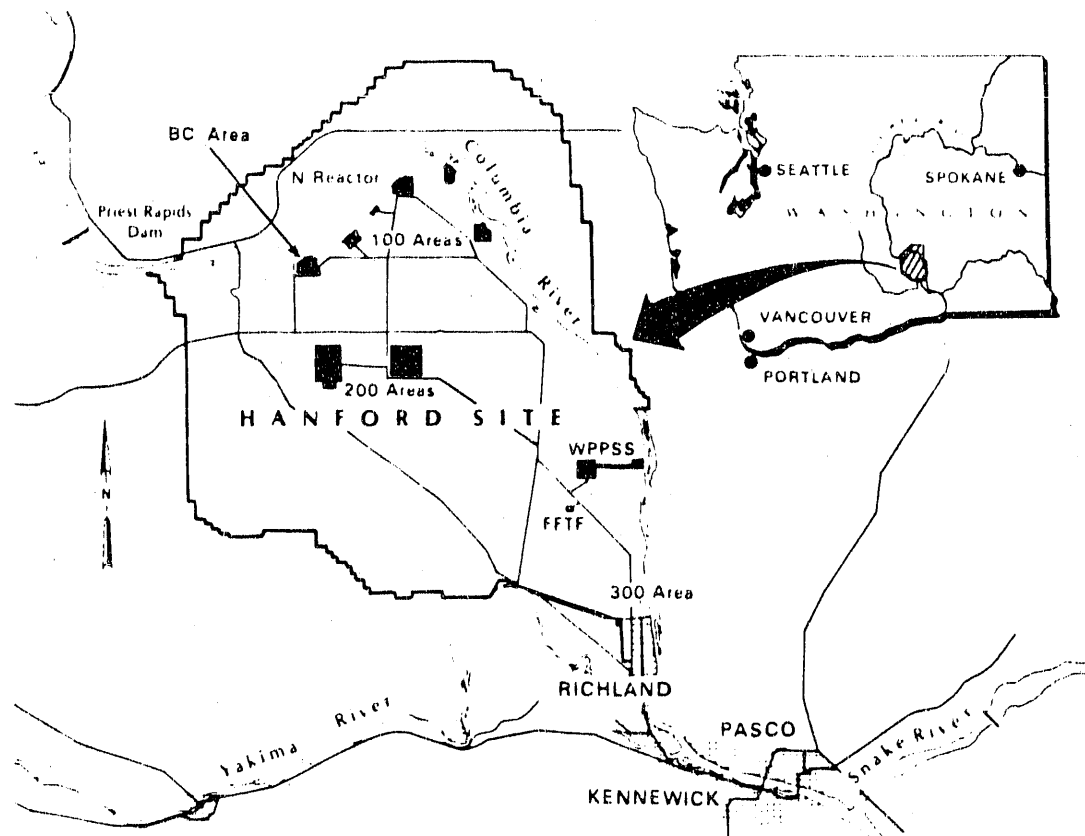 BC Area
N Reactor
Columbia
River
Priest Rapids
Dam
100 Areas
200 Areas
HANFORD SITE
WPPSS
FFTF
300 Area
RICHLAND
N
Yakima River
PASCO
KENNEWICK
Snake River
SEATTLE
SPOKANE
WASHINGTON
VANCOUVER
PORTLAND